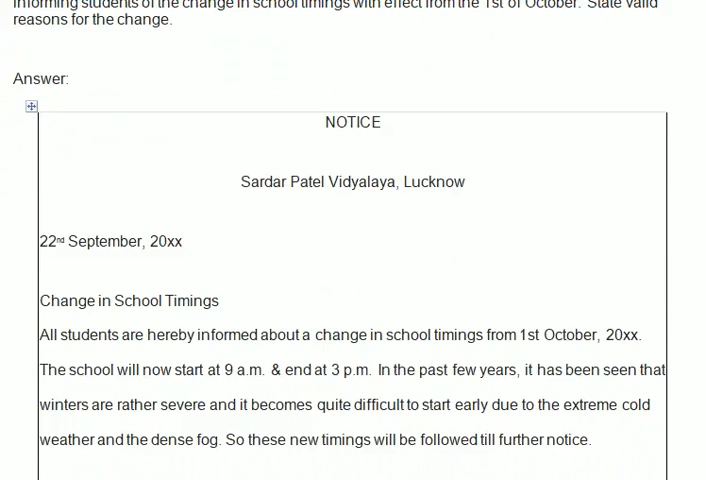 informing students of the change in school timings with effect from the 1st of October. State valid
reasons for the change.
Answer:
NOTICE
Sardar Patel Vidyalaya, Lucknow
22nd September, 20xx
Change in School Timings
All students are hereby informed about a change in school timings from 1st October, 20xx.
The school will now start at 9 a.m. & end at 3 p.m. In the past few years, it has been seen that
winters are rather severe and it becomes quite difficult to start early due to the extreme cold
weather and the dense fog. So these new timings will be followed till further notice.